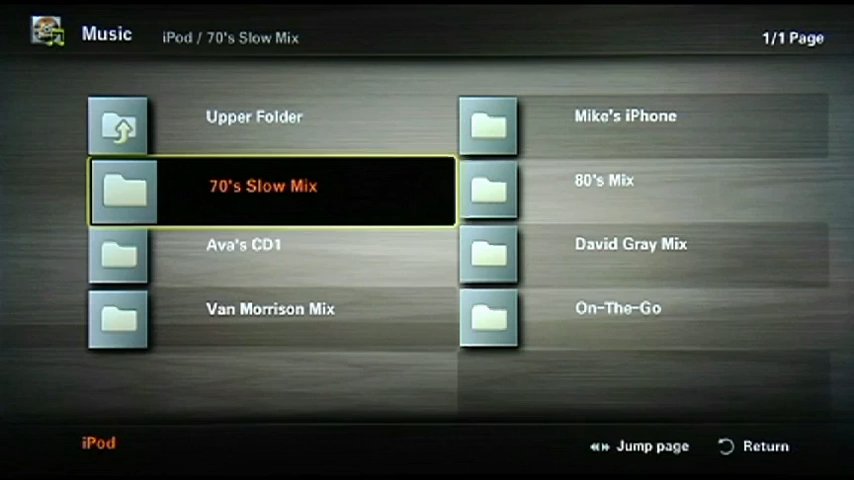 Music
iPod / 70's Slow Mix
1/1 Page
Upper Folder
Mike's iPhone
70's Slow Mix
80's Mix
Ava's CD1
David Gray Mix
Van Morrison Mix
On-The-Go
iPod
Jump page
Return